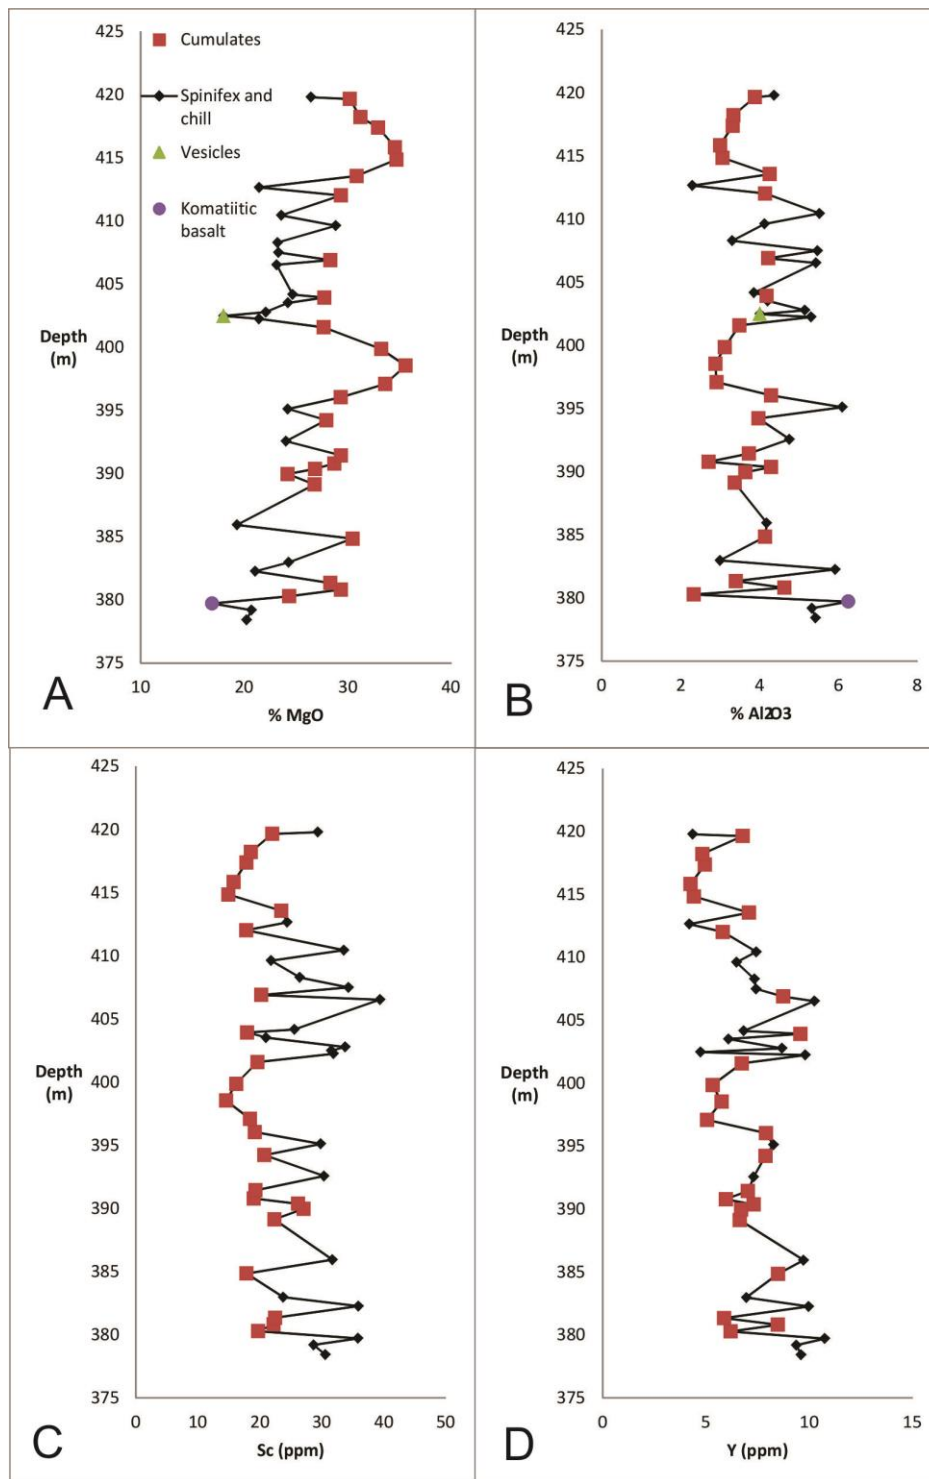 425
Cumulates
420
Spinifex and
chill
415
Vesicles
410
Komatiitic
basalt
405
Depth
(m)
400
395
390
385
380
375
10
20
30
40
% MgO
A
425
420
415
410
405
Depth
(m)
400
395
390
385
380
375
0
2
4
6
8
% Al2O3
B
425
420
415
410
405
Depth
(m)
400
395
390
385
380
375
0
10
20
30
40
50
Sc (ppm)
C
425
420
415
410
405
Depth
(m)
400
395
390
385
380
375
0
5
10
15
Y (ppm)
D